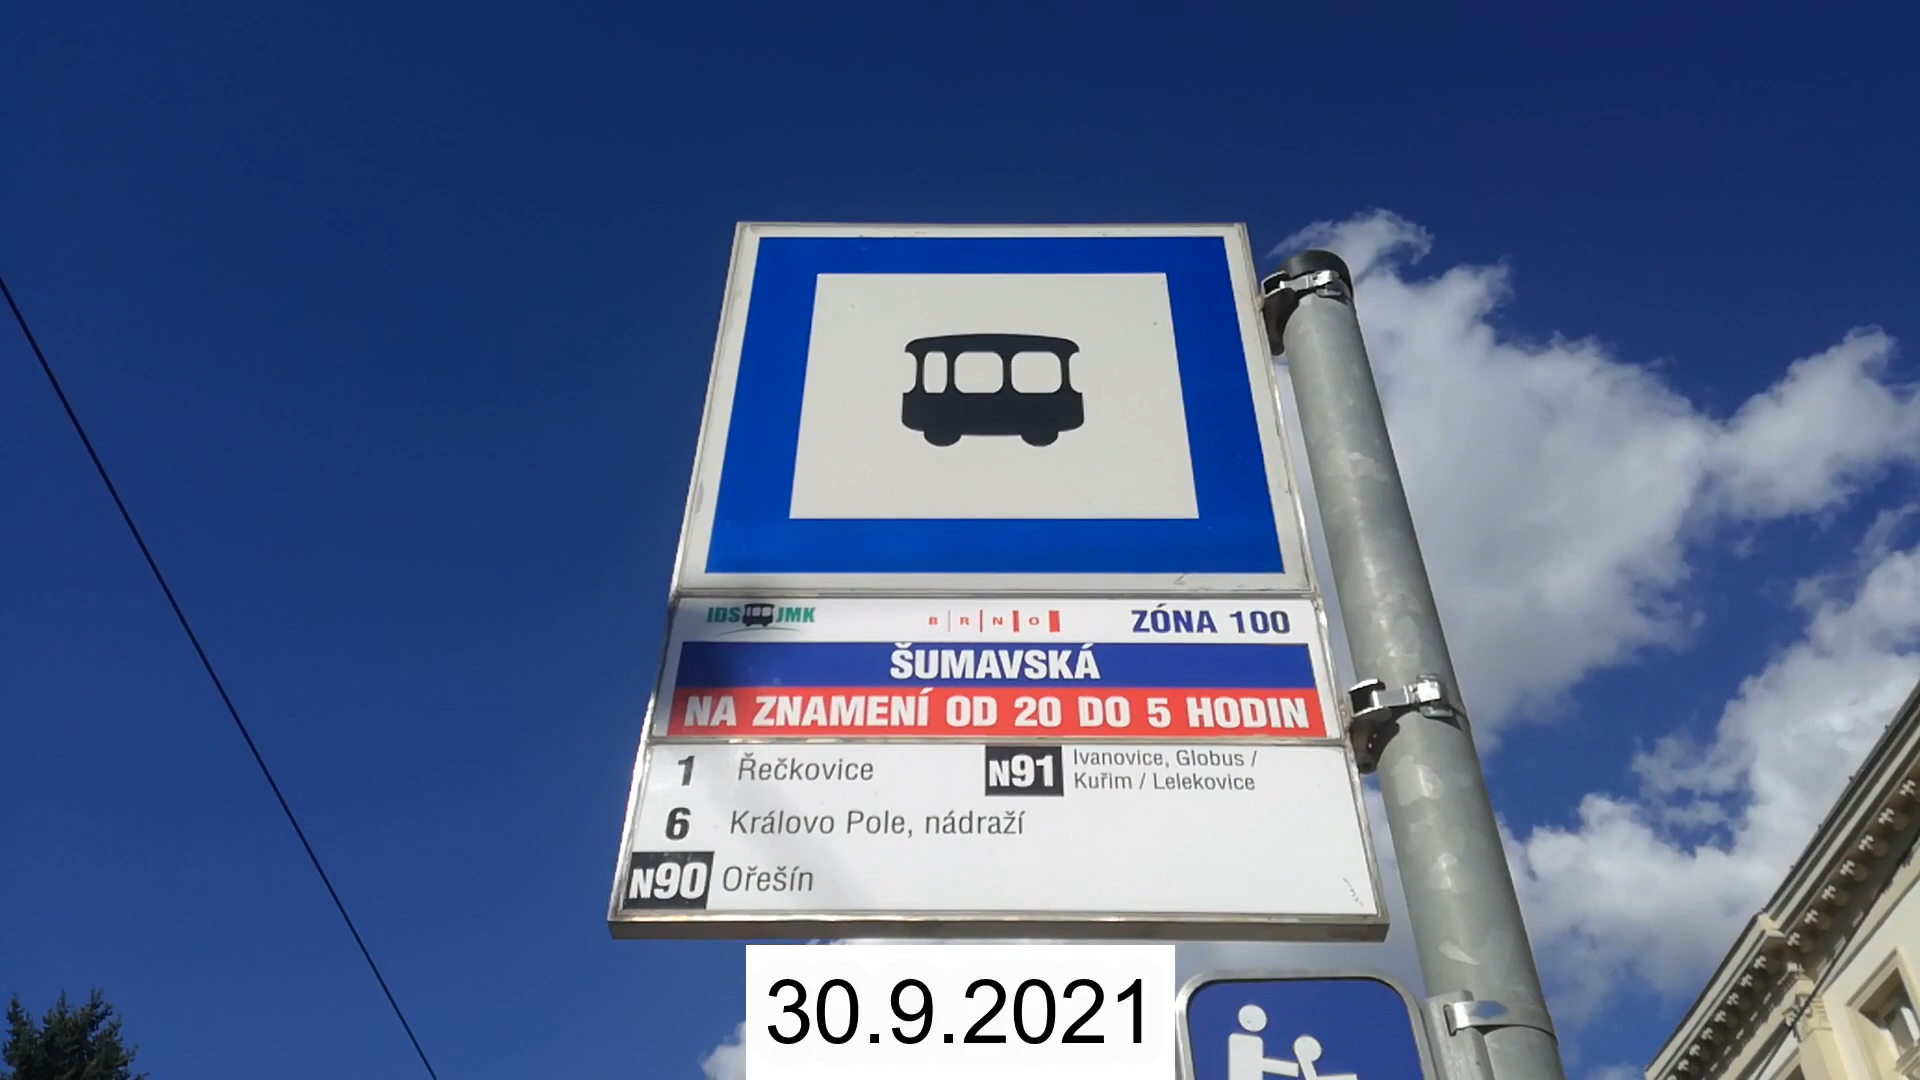 IDS JMK
B R N O
ZÓNA 100
ŠUMAVSKÁ
NA ZNAMENÍ OD 20 DO 5 HODIN
1 Řečkovice
6 Královo Pole, nádraží
N90 Ořešín
N91 Ivanovice, Globus /
Kuřim / Lelekovice
30.9.2021